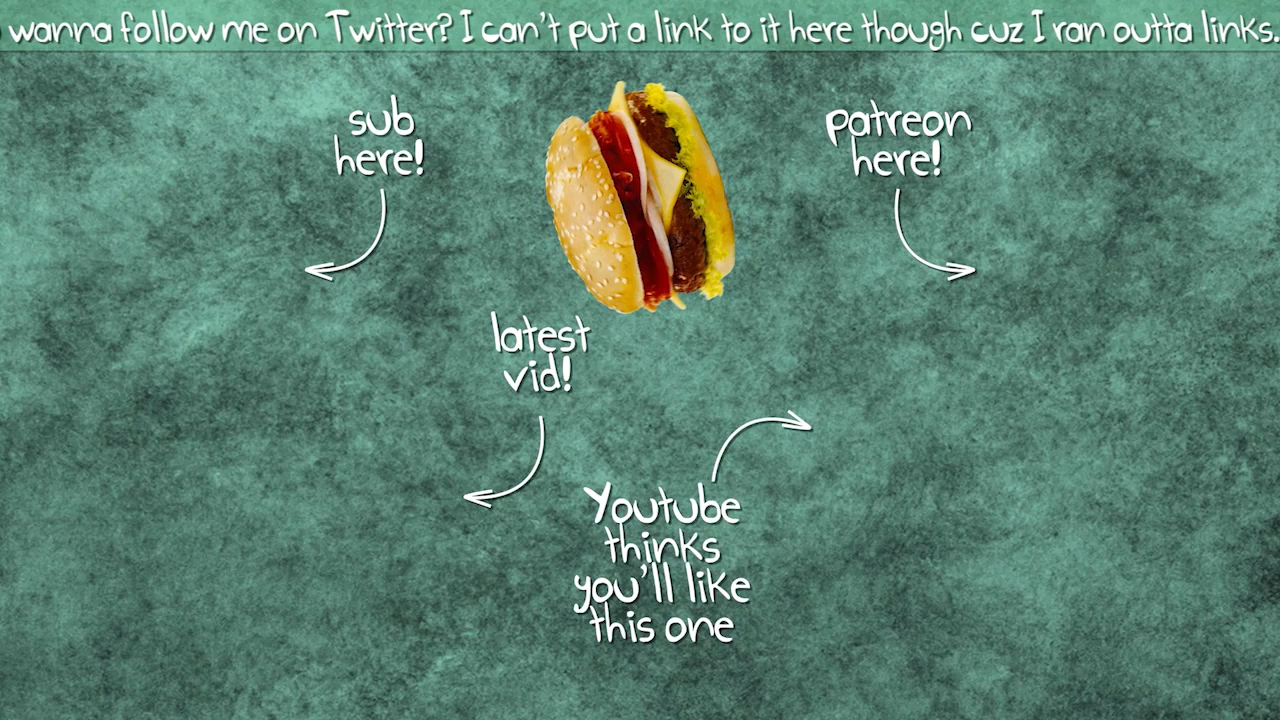 wanna follow me on Twitter? I can't put a link to it here though cuz I ran outta links.
sub
here!
patreon
here!
latest
vid!
Youtube
thinks
you'll like
this one